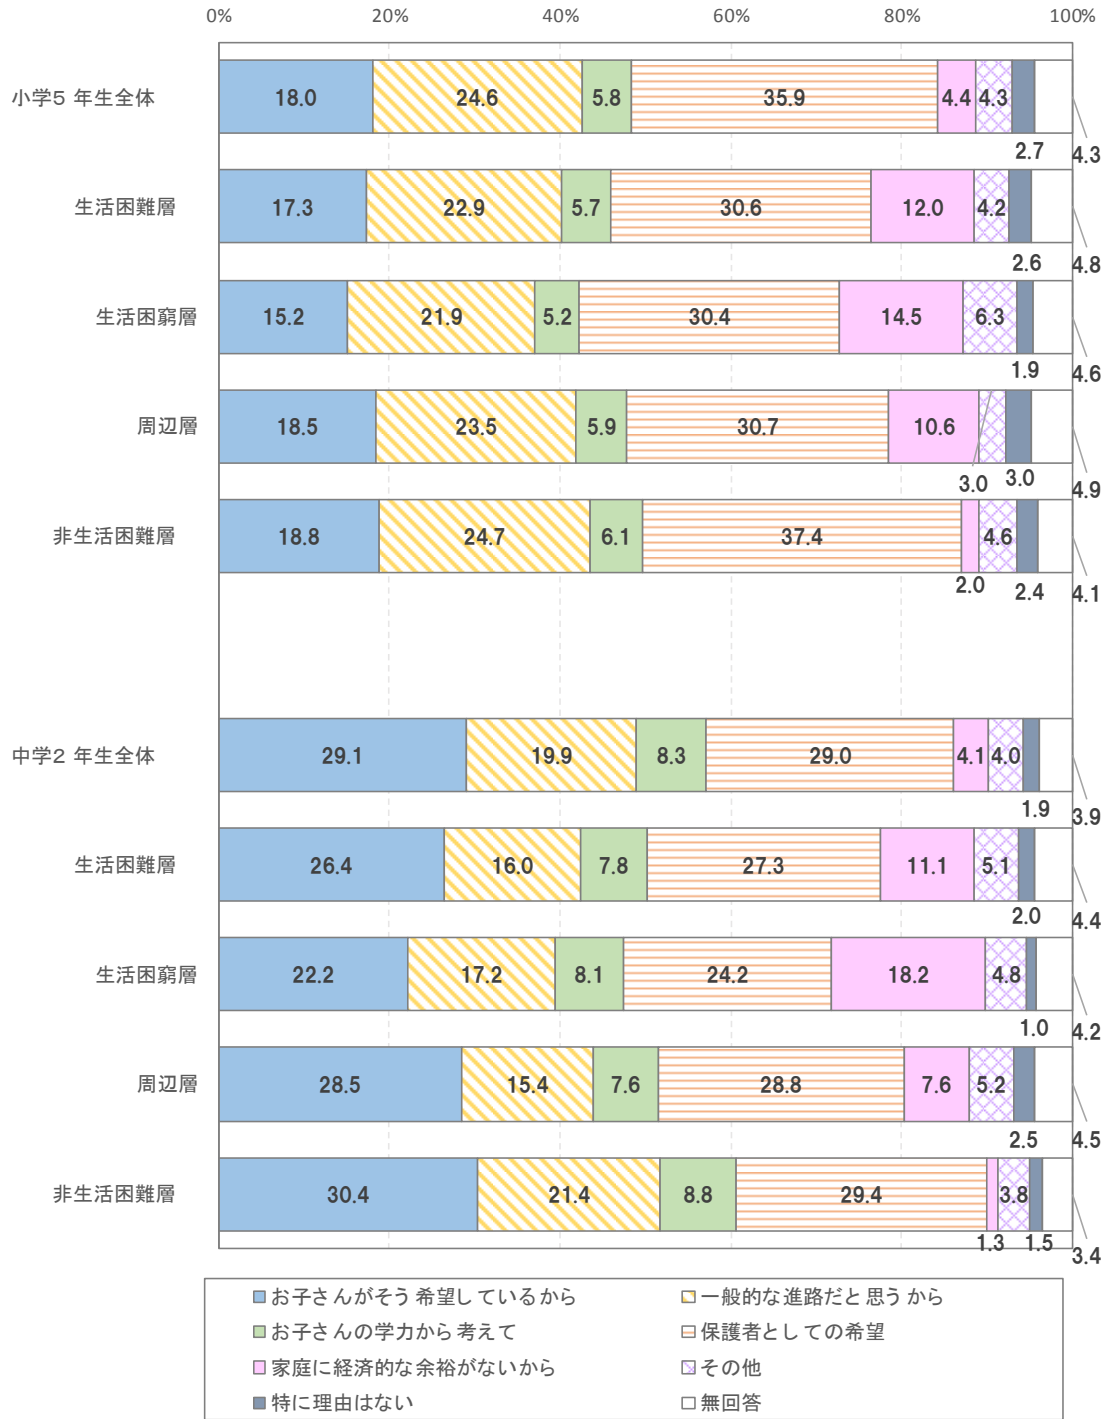 0% 20% 40% 60% 80% 100%
小学5 年生全体 18.0 24.6 5.8 35.9 4.4 4.3
2.7 4.3
生活困難層 17.3 22.9 5.7 30.6 12.0 4.2
2.6 4.8
生活困窮層 15.2 21.9 5.2 30.4 14.5 6.3
1.9 4.6
周辺層 18.5 23.5 5.9 30.7 10.6
3.0 3.0 4.9
非生活困難層 18.8 24.7 6.1 37.4 4.6
2.0 2.4 4.1
中学2 年生全体 29.1 19.9 8.3 29.0 4.1 4.0
1.9 3.9
生活困難層 26.4 16.0 7.8 27.3 11.1 5.1
2.0 4.4
生活困窮層 22.2 17.2 8.1 24.2 18.2 4.8
1.0 4.2
周辺層 28.5 15.4 7.6 28.8 7.6 5.2
2.5 4.5
非生活困難層 30.4 21.4 8.8 29.4 3.8
1.3 1.5 3.4
お子さんがそう希望しているから 一般的な進路だと思うから
お子さんの学力から考えて 保護者としての希望
家庭に経済的な余裕がないから その他
特に理由はない 無回答